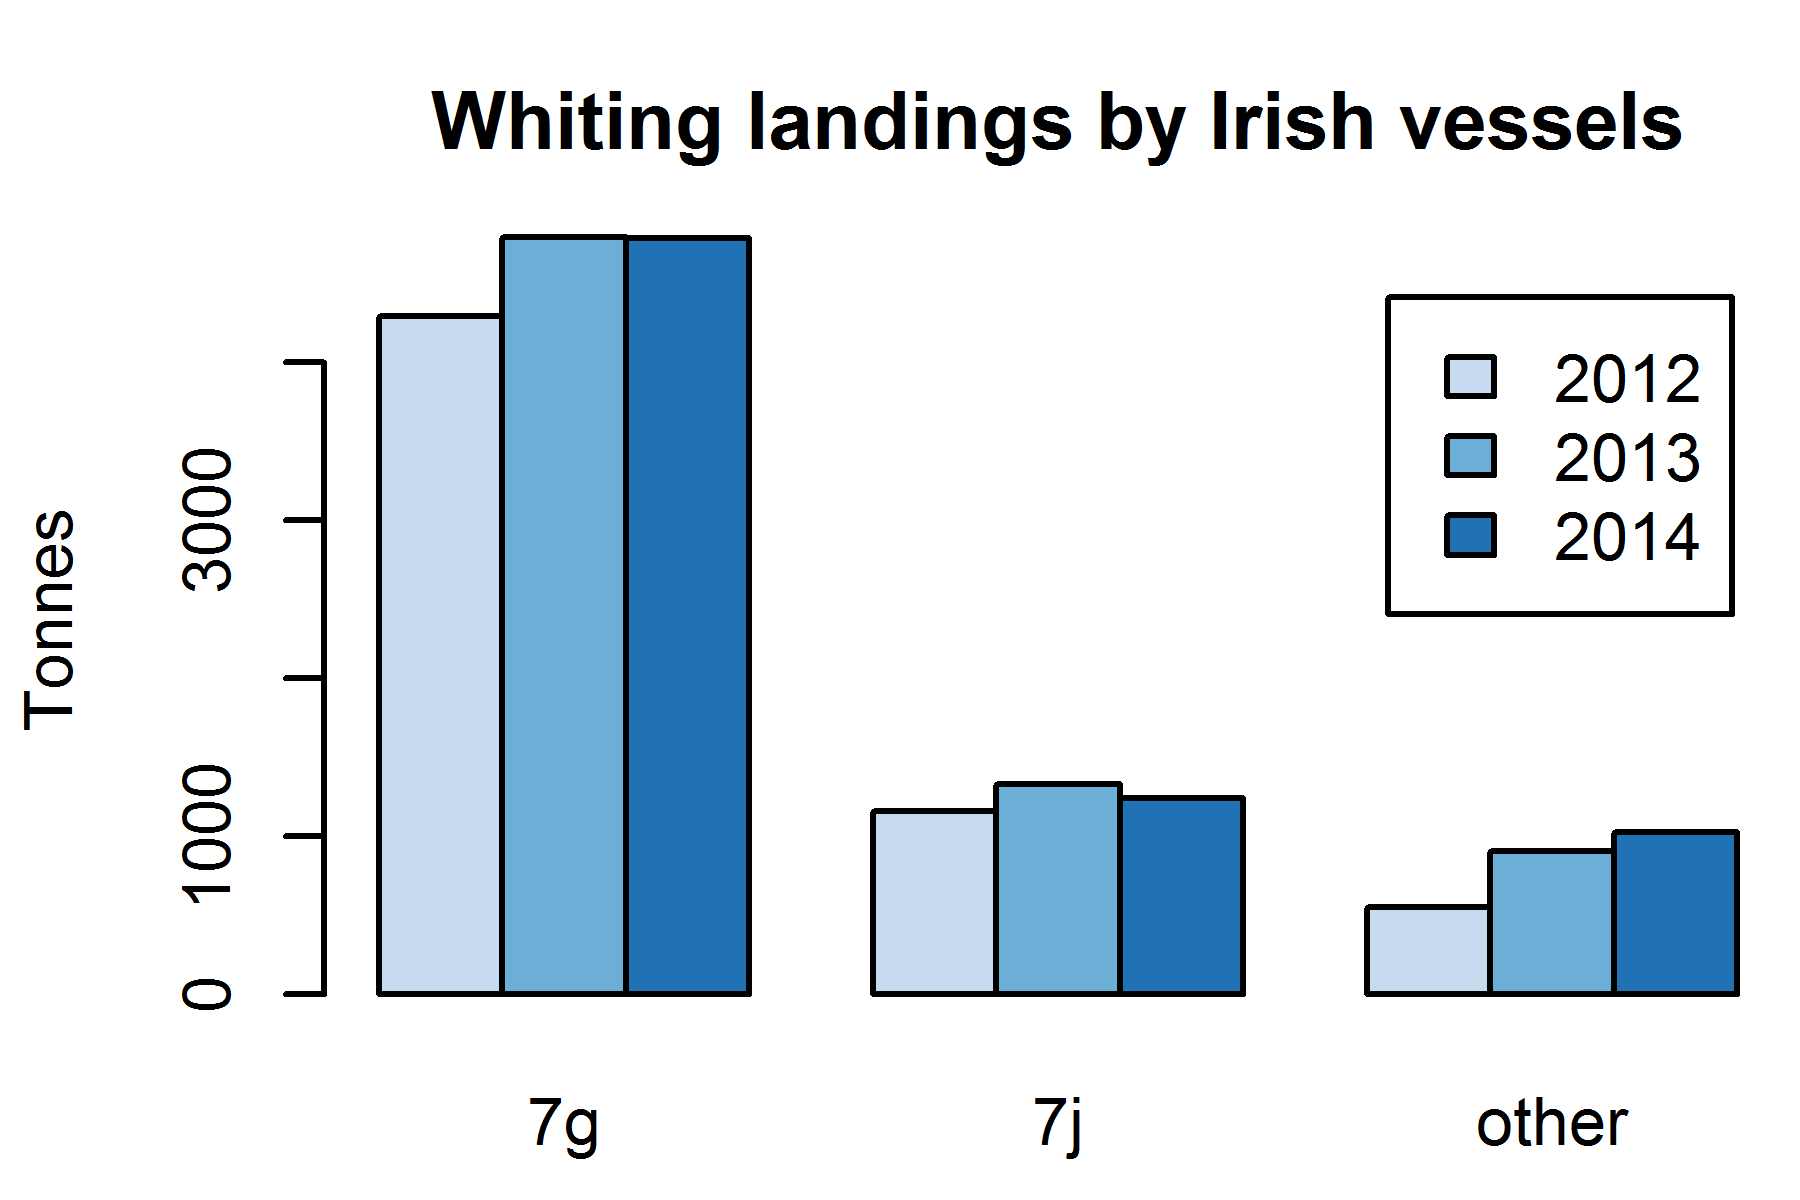 Whiting landings by Irish vessels
Tonnes
3000
1000
0
2012
2013
2014
7g
7j
other